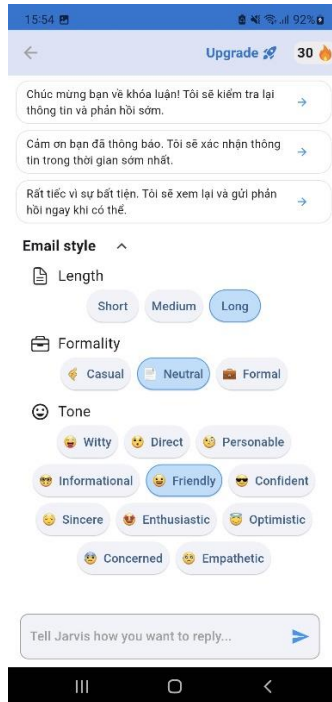 15:54 92%
Upgrade 30
Chúc mừng bạn về khóa luận! Tôi sẽ kiểm tra lại
thông tin và phản hồi sớm.
Cảm ơn bạn đã thông báo. Tôi sẽ xác nhận thông
tin trong thời gian sớm nhất.
Rất tiếc vì sự bất tiện. Tôi sẽ xem lại và gửi phản
hồi ngay khi có thể.
Email style
Length
Short Medium Long
Formality
Casual Neutral Formal
Tone
Witty Direct Personable
Informational Friendly Confident
Sincere Enthusiastic Optimistic
Concerned Empathetic
Tell Jarvis how you want to reply...